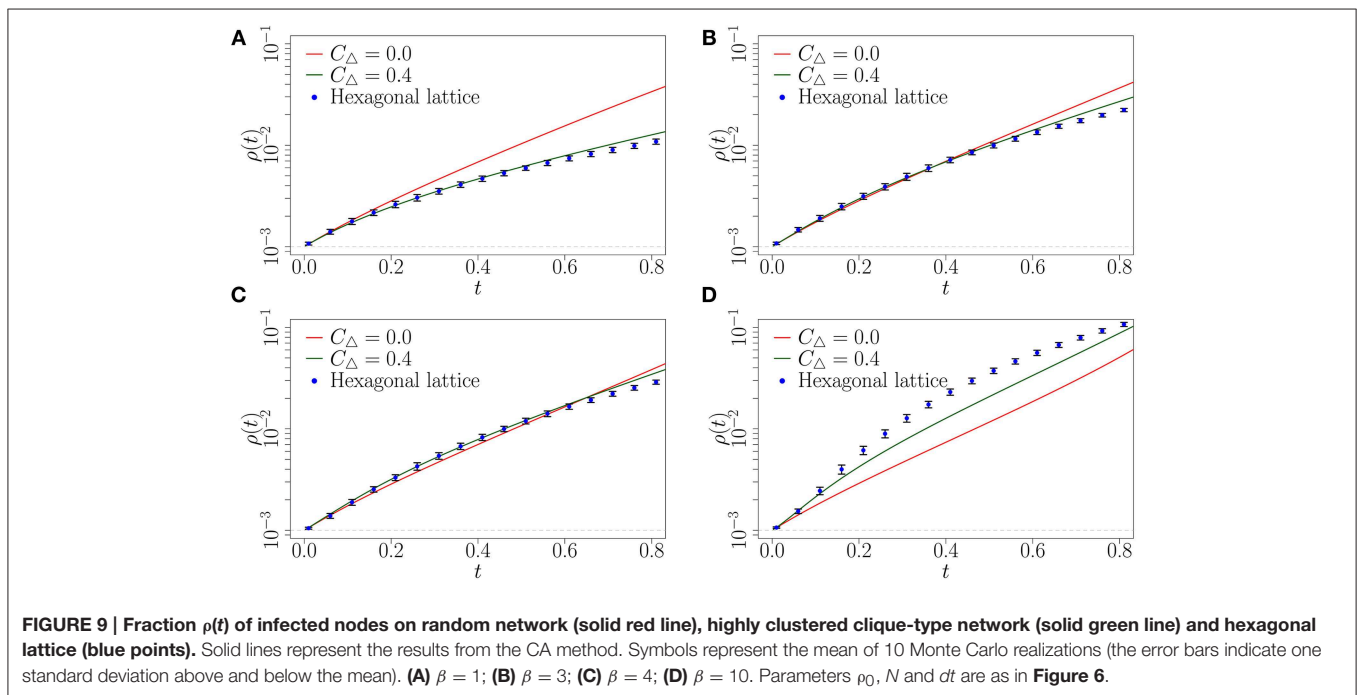 A
10⁻¹
10⁻²
10⁻³
ρ(t)
C△ = 0.0
C△ = 0.4
Hexagonal lattice
0.0 0.2 0.4 0.6 0.8
t
B
10⁻¹
10⁻²
10⁻³
ρ(t)
C△ = 0.0
C△ = 0.4
Hexagonal lattice
0.0 0.2 0.4 0.6 0.8
t
C
10⁻¹
10⁻²
10⁻³
ρ(t)
C△ = 0.0
C△ = 0.4
Hexagonal lattice
0.0 0.2 0.4 0.6 0.8
t
D
10⁻¹
10⁻²
10⁻³
ρ(t)
C△ = 0.0
C△ = 0.4
Hexagonal lattice
0.0 0.2 0.4 0.6 0.8
t
FIGURE 9 | Fraction ρ(t) of infected nodes on random network (solid red line), highly clustered clique-type network (solid green line) and hexagonal
lattice (blue points). Solid lines represent the results from the CA method. Symbols represent the mean of 10 Monte Carlo realizations (the error bars indicate one
standard deviation above and below the mean). (A) β = 1; (B) β = 3; (C) β = 4; (D) β = 10. Parameters ρ₀, N and dt are as in Figure 6.